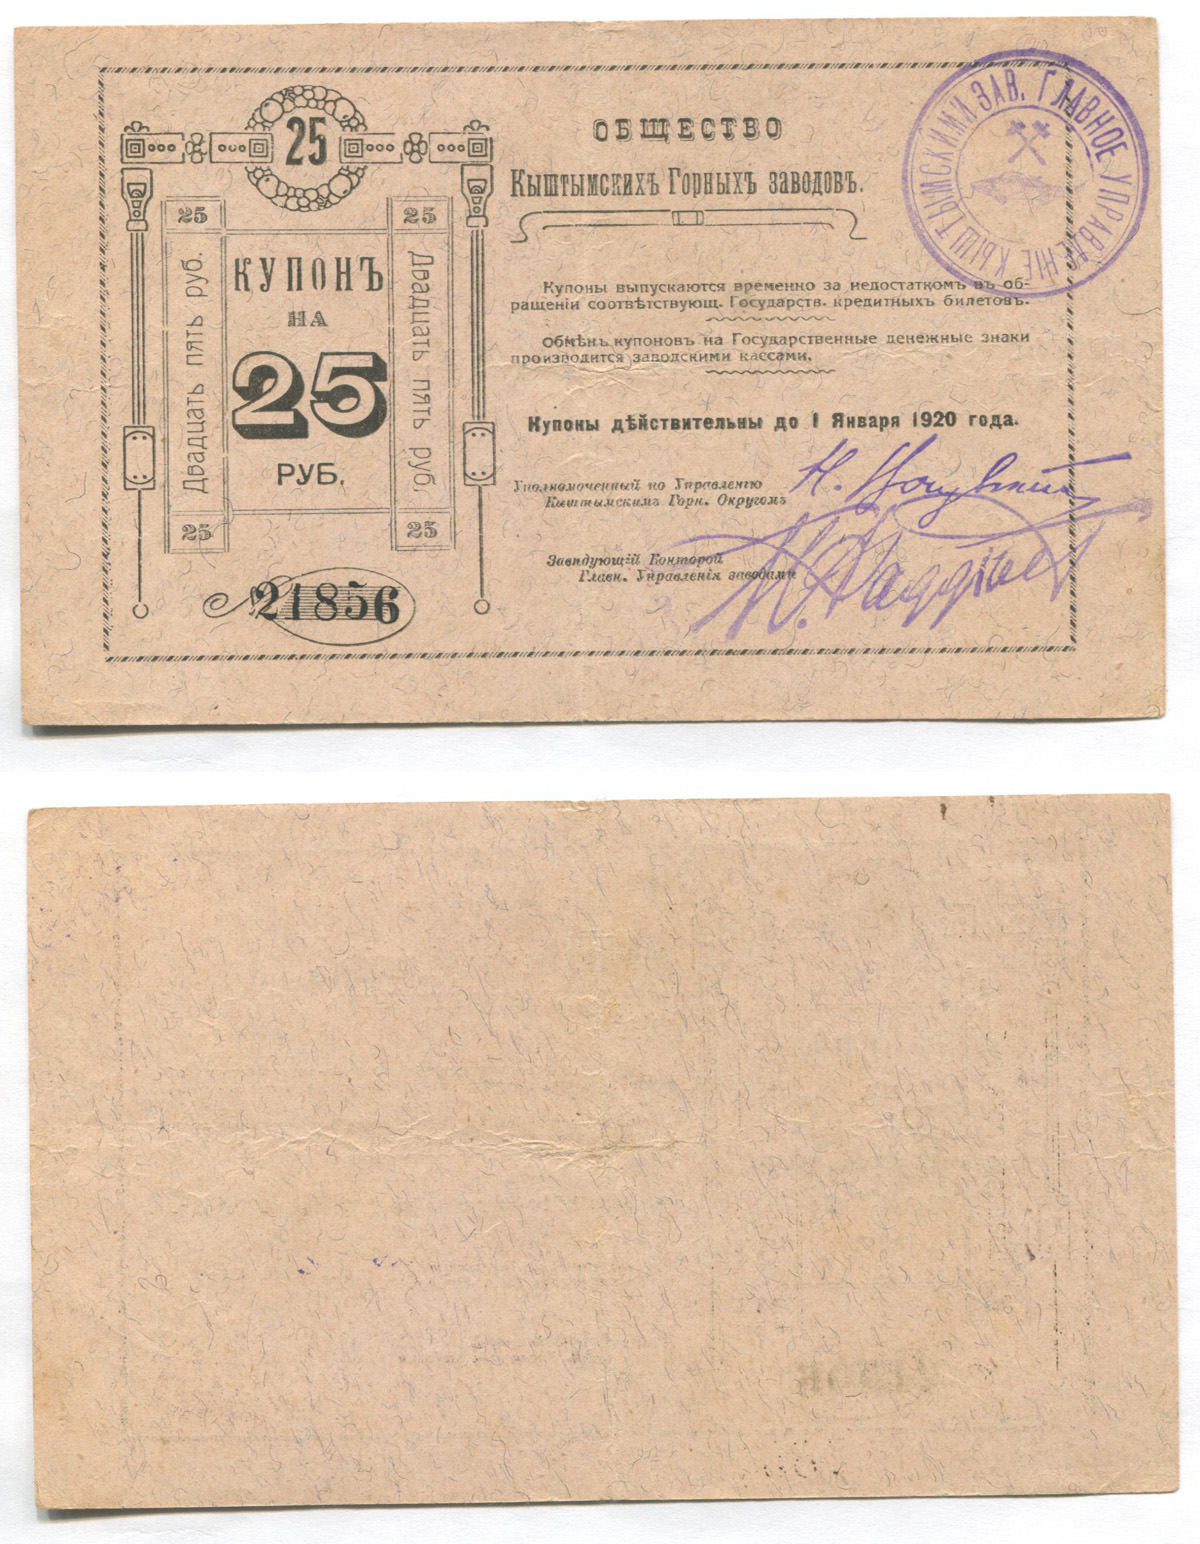 25
25
25
Двадцать пять руб.
КУПОНЪ
НА
25
РУБ.
Двадцать пять руб.
25
25
21856
ОБЩЕСТВО
Кыштымскихъ Горныхъ заводовъ.
Купоны выпускаются временно за недостаткомъ въ об-
ращеніи соотвѣтствующ. Государств. кредитныхъ билетовъ.
Обмѣнъ купоновъ на Государственные денежные знаки
производится заводскими кассами.
Купоны дѣйствительны до 1 Января 1920 года.
Уполномоченный по Управленію
Кыштымскимъ Горн. Округомъ
Завѣдующій Конторой
Главн. Управленія заводами
ГЛАВНОЕ УПРАВЛЕНІЕ КЫШТЫМСКИМИ ЗАВ.